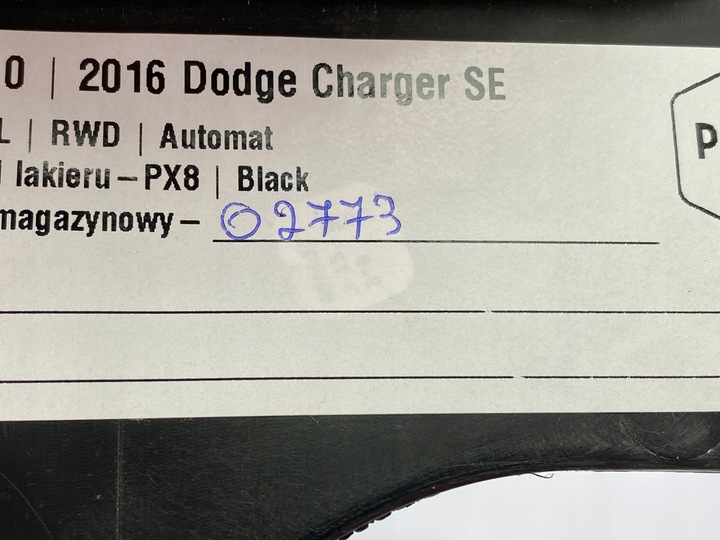 0 | 2016 Dodge Charger SE
L | RWD | Automat
lakieru – PX8 | Black
magazynowy – 02773
P